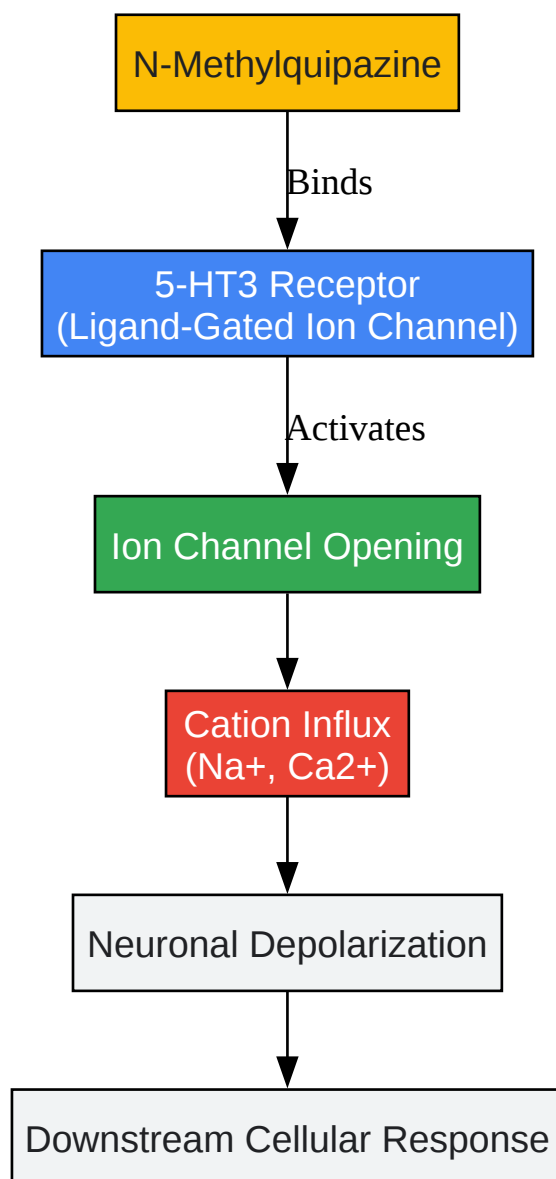 N-Methylquipazine
Binds
5-HT3 Receptor
(Ligand-Gated Ion Channel)
Activates
Ion Channel Opening
Cation Influx
(Na+, Ca2+)
Neuronal Depolarization
Downstream Cellular Response